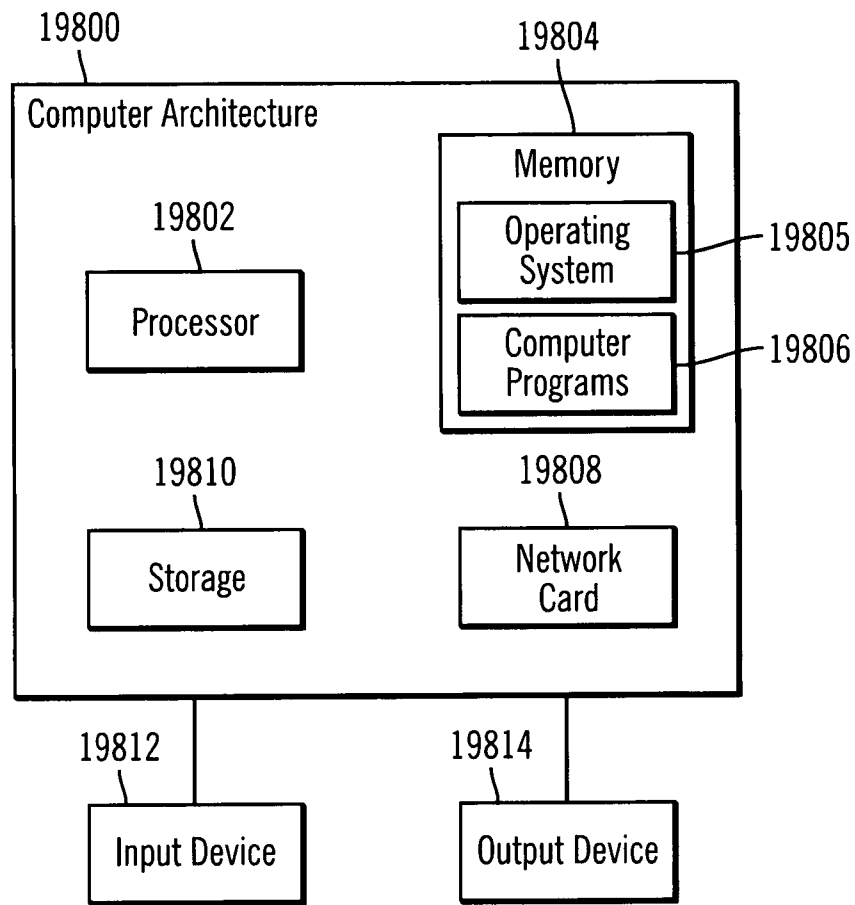 19800
19804
Computer Architecture
Memory
19802
Operating
System
19805
Processor
Computer
Programs
19806
19810
19808
Storage
Network
Card
19812
19814
Input Device
Output Device